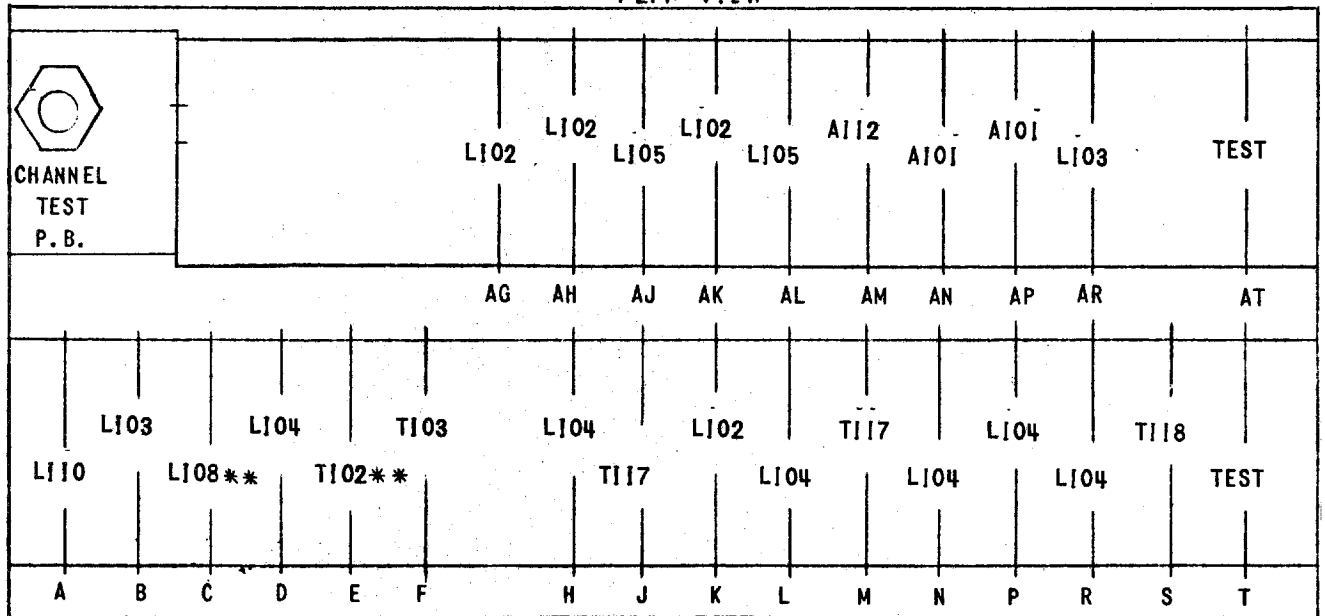 L102 L102 A112 A101
L102 L105 L105 A101 L103 TEST
CHANNEL
TEST
P.B.
AG AH AJ AK AL AM AN AP AR AT
L103 L104 T103 L104 L102 T117 L104 T118
L110 L108** T102** T117 L104 L104 L104 TEST
A B C D E F H J K L M N P R S T